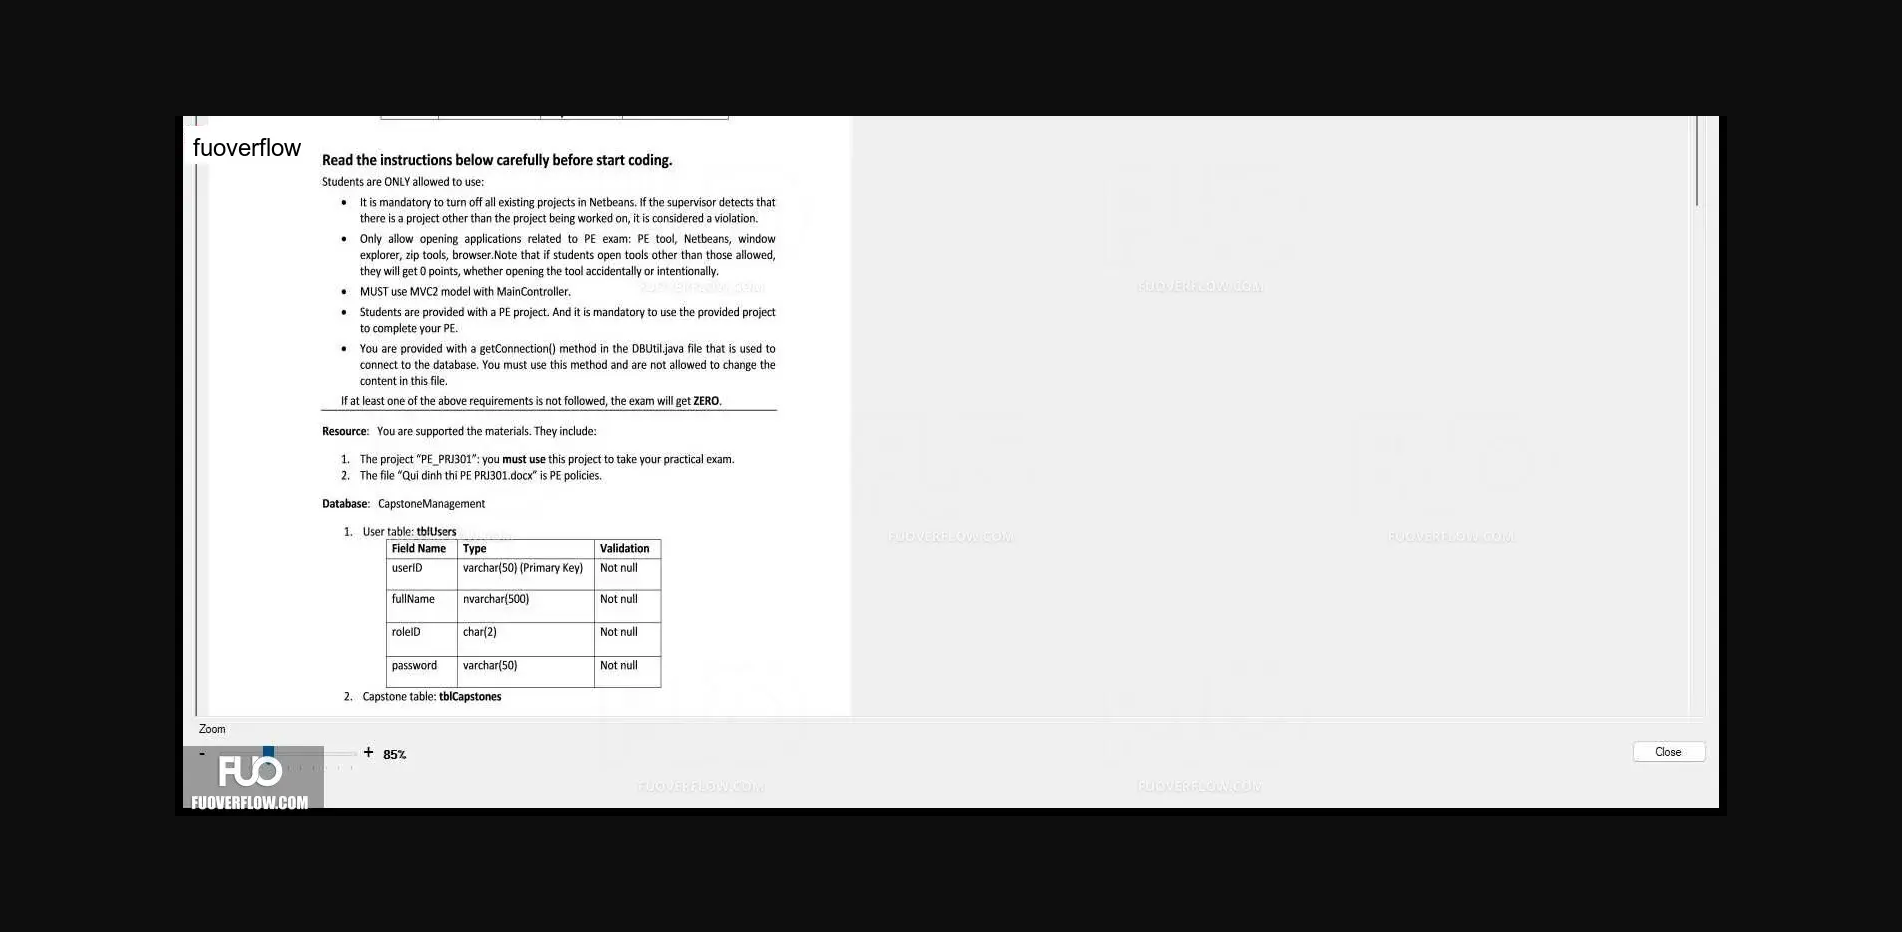 fuoverflow
Read the instructions below carefully before start coding.
Students are ONLY allowed to use:
• It is mandatory to turn off all existing projects in Netbeans. If the supervisor detects that
there is a project other than the project being worked on, it is considered a violation.
• Only allow opening applications related to PE exam: PE tool, Netbeans, window
explorer, zip tools, browser.Note that if students open tools other than those allowed,
they will get 0 points, whether opening the tool accidentally or intentionally.
• MUST use MVC2 model with MainController.
• Students are provided with a PE project. And it is mandatory to use the provided project
to complete your PE.
• You are provided with a getConnection() method in the DBUtil.java file that is used to
connect to the database. You must use this method and are not allowed to change the
content in this file.
If at least one of the above requirements is not followed, the exam will get ZERO.
Resource: You are supported the materials. They include:
1. The project "PE_PRJ301": you must use this project to take your practical exam.
2. The file "Qui dinh thi PE PRJ301.docx" is PE policies.
Database: CapstoneManagement
1. User table: tblUsers
Field Name Type Validation
userID varchar(50) (Primary Key) Not null
fullName nvarchar(500) Not null
roleID char(2) Not null
password varchar(50) Not null
2. Capstone table: tblCapstones
Zoom
- + 85%
Close
FUO
FUOVERFLOW.COM
FUOVERFLOW.COM
FUOVERFLOW.COM
FUOVERFLOW.COM
FUOVERFLOW.COM
FUOVERFLOW.COM
FUOVERFLOW.COM